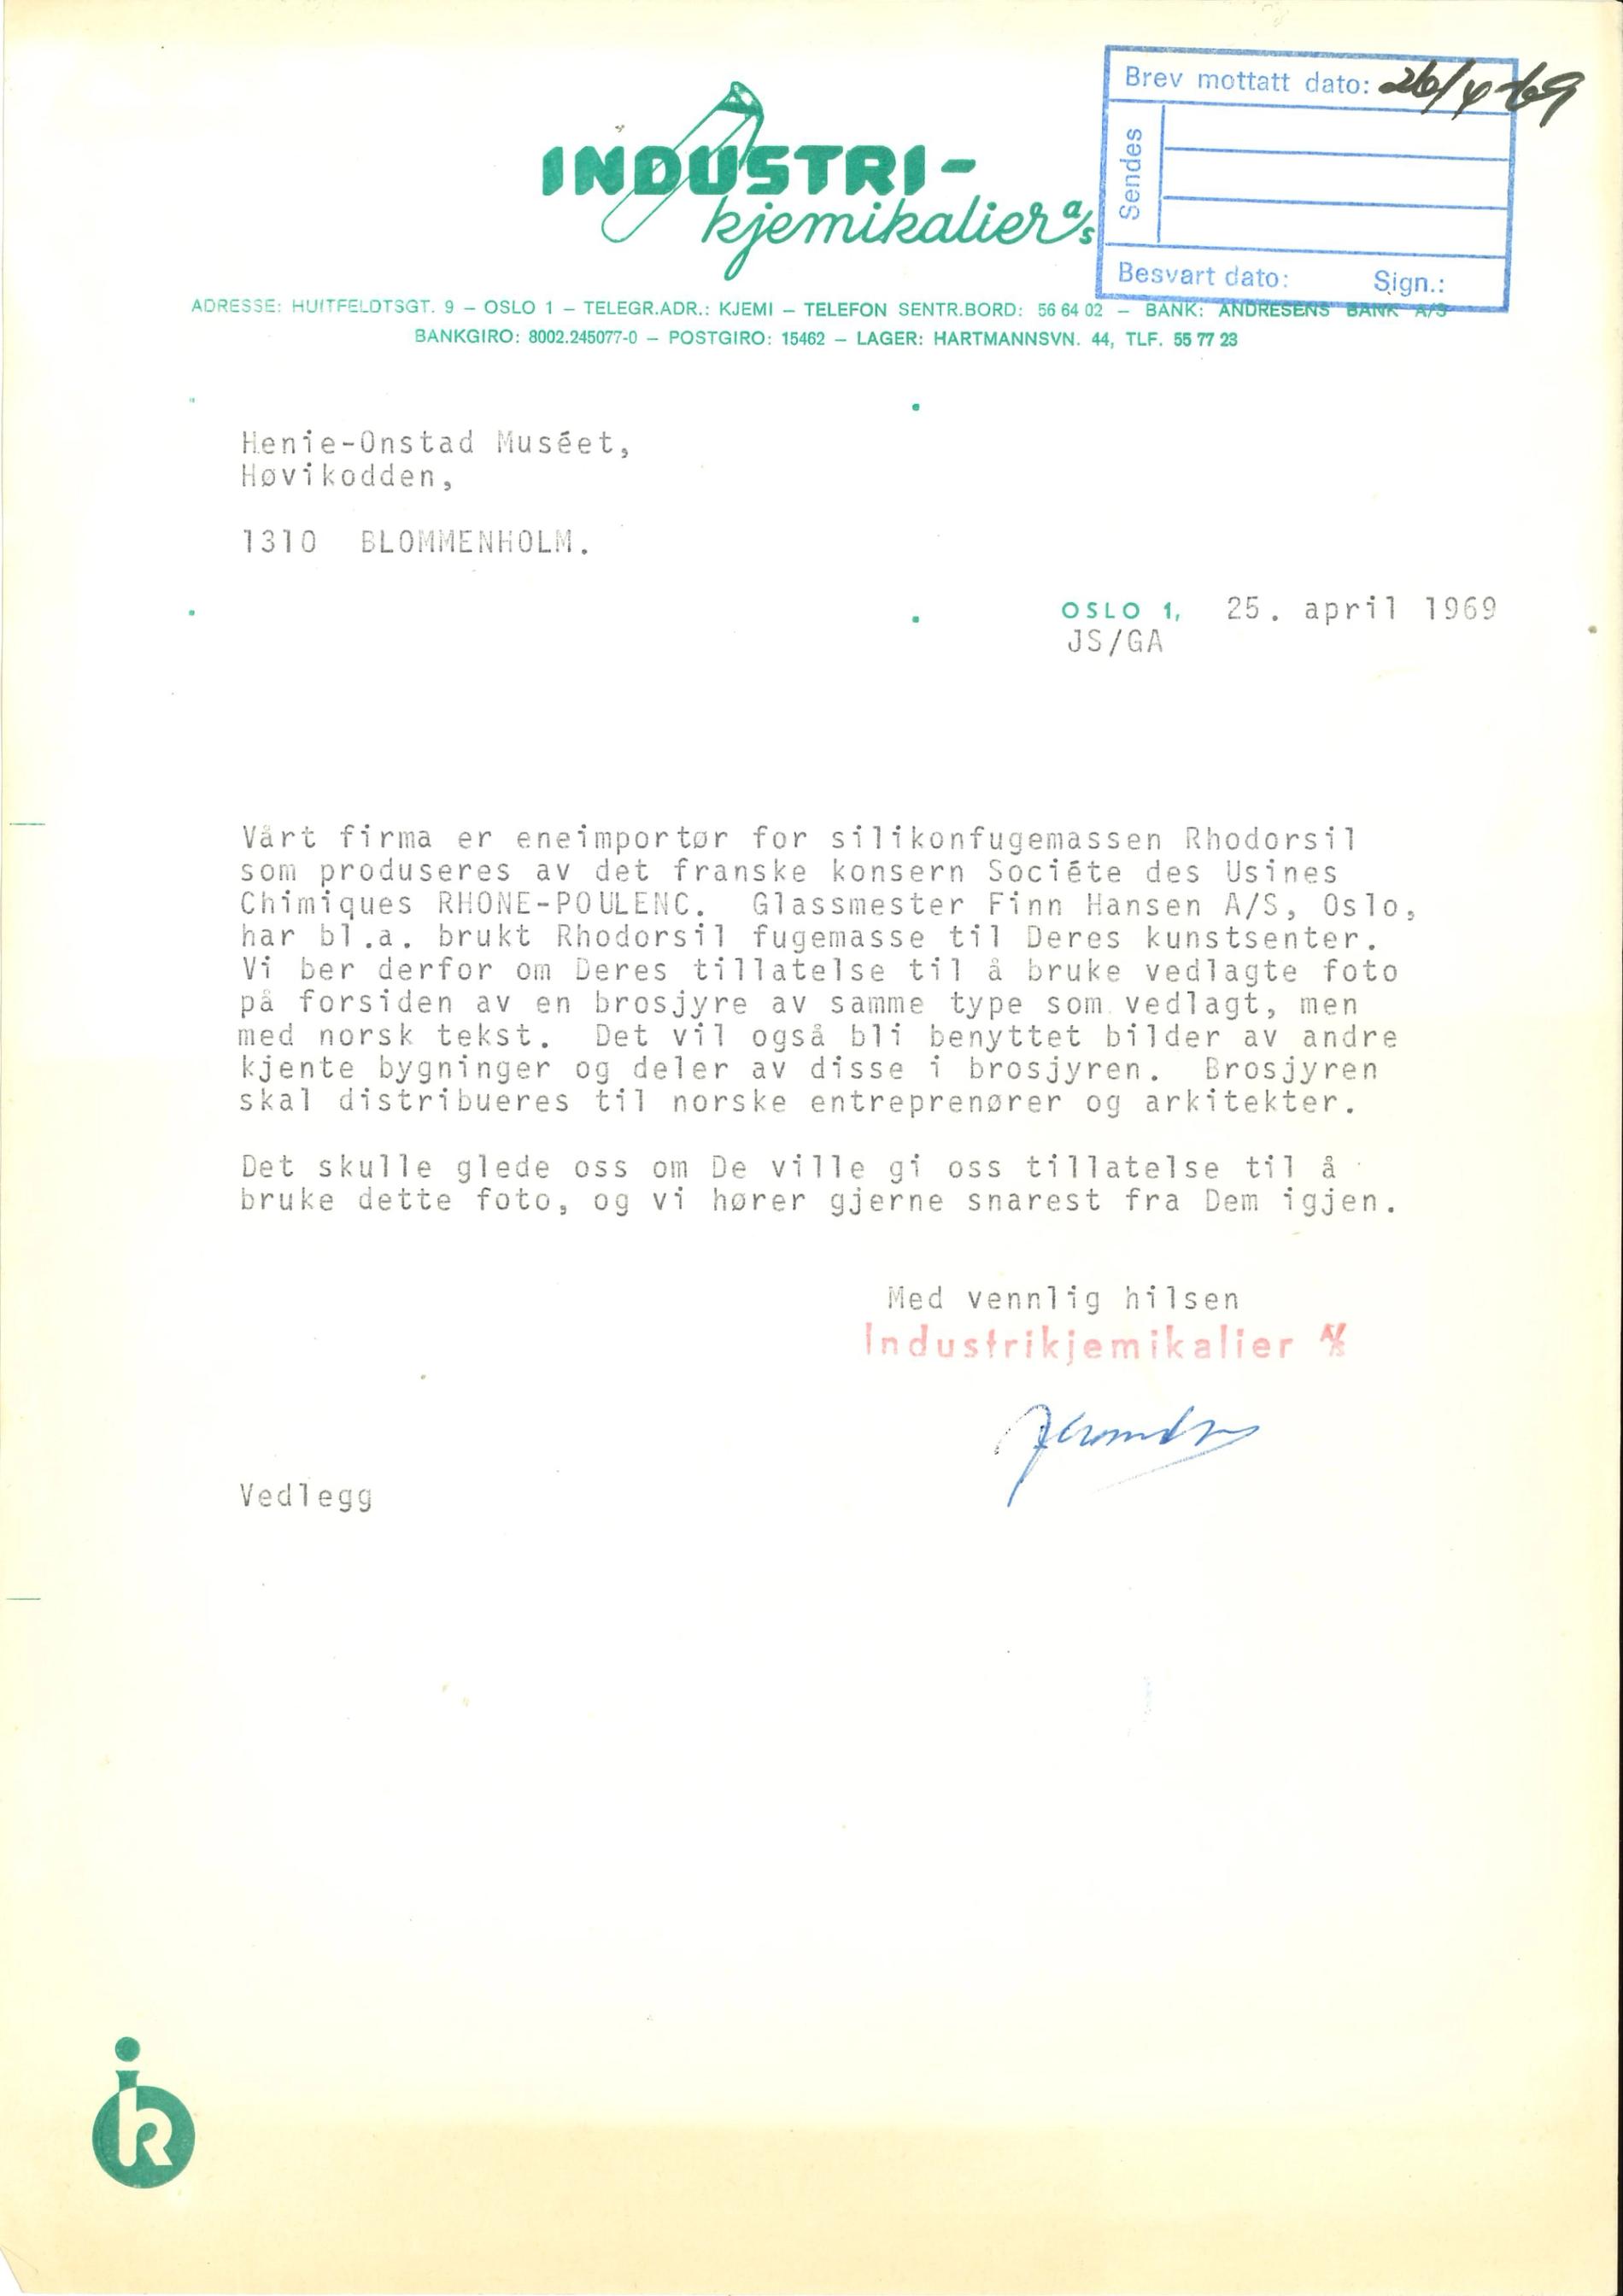 Brev mottatt dato: 26/4-69
Sendes
Besvart dato: Sign.:
INDUSTRI-
kjemikalier a/s
ADRESSE: HUITFELDTSGT. 9 – OSLO 1 – TELEGR.ADR.: KJEMI – TELEFON SENTR.BORD: 56 64 02 – BANK: ANDRESENS BANK A/S
BANKGIRO: 8002.245077-0 – POSTGIRO: 15462 – LAGER: HARTMANNSVN. 44, TLF. 55 77 23
Henie-Onstad Muséet,
Høvikodden,
1310 BLOMMENHOLM.
OSLO 1, 25. april 1969
JS/GA
Vårt firma er eneimportør for silikonfugemassen Rhodorsil
som produseres av det franske konsern Sociéte des Usines
Chimiques RHONE-POULENC. Glassmester Finn Hansen A/S, Oslo,
har bl.a. brukt Rhodorsil fugemasse til Deres kunstsenter.
Vi ber derfor om Deres tillatelse til å bruke vedlagte foto
på forsiden av en brosjyre av samme type som vedlagt, men
med norsk tekst. Det vil også bli benyttet bilder av andre
kjente bygninger og deler av disse i brosjyren. Brosjyren
skal distribueres til norske entreprenører og arkitekter.
Det skulle glede oss om De ville gi oss tillatelse til å
bruke dette foto, og vi hører gjerne snarest fra Dem igjen.
Med vennlig hilsen
Industrikjemikalier A/S
Vedlegg
ik